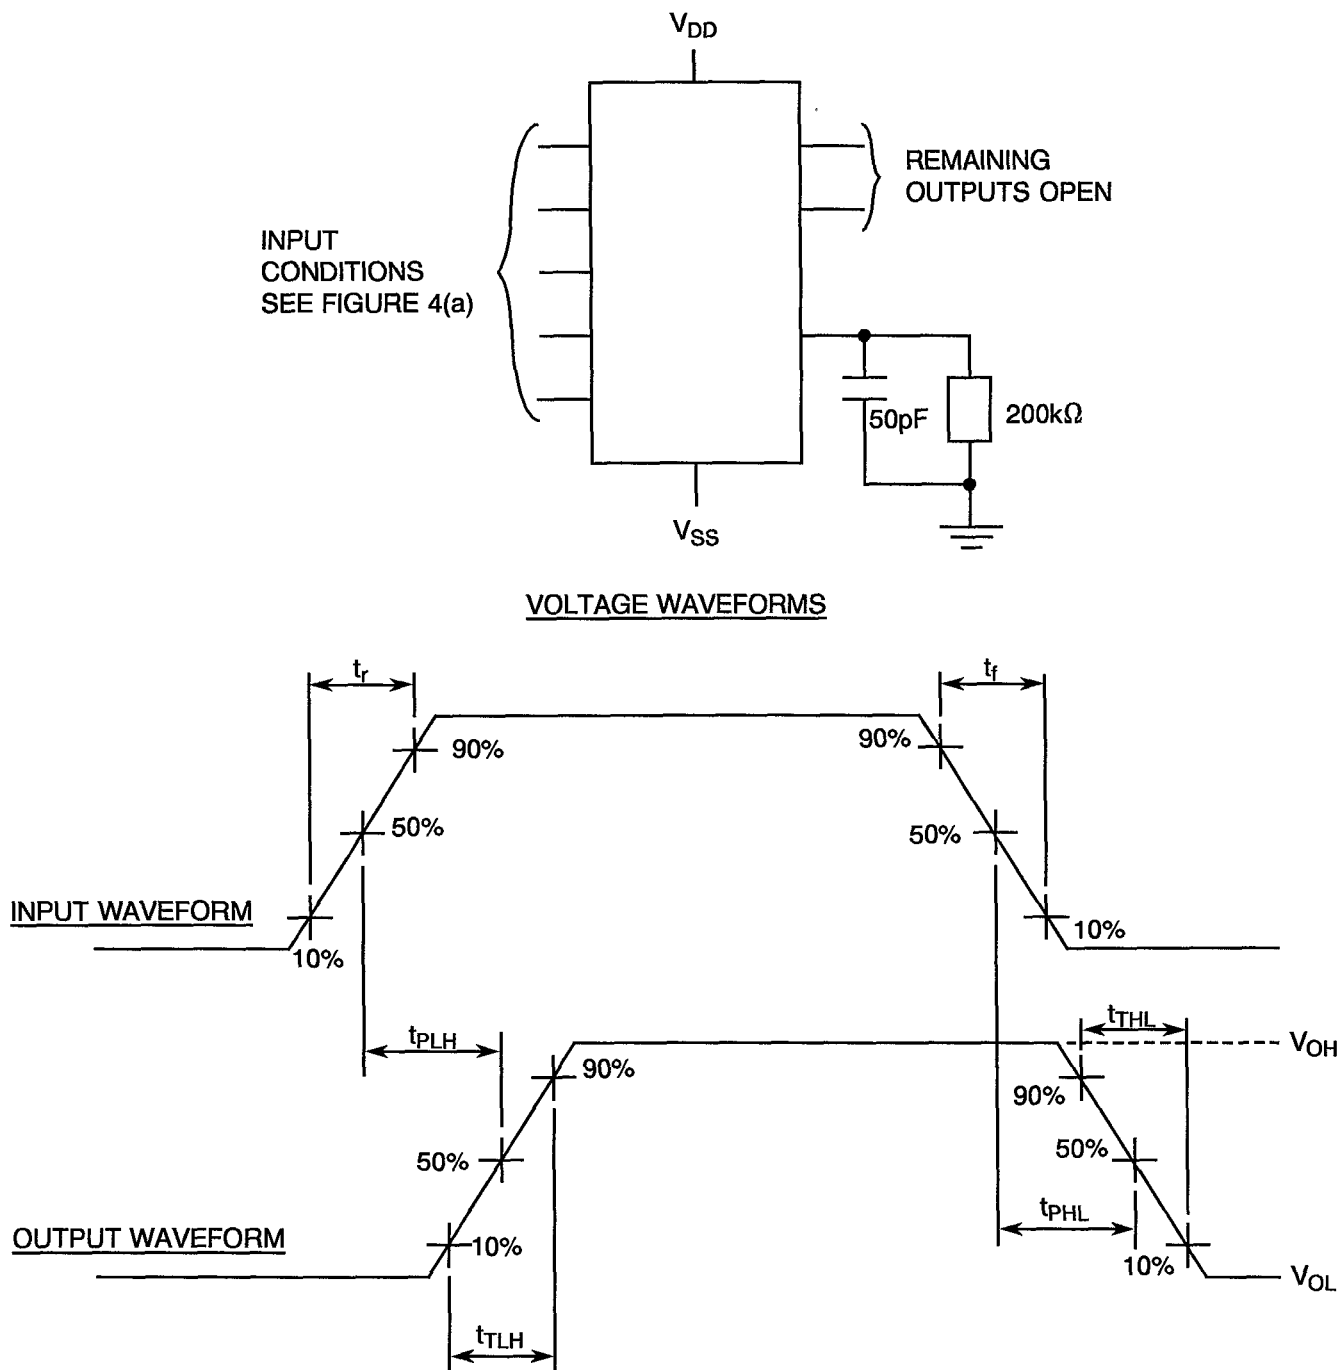 VDD
REMAINING
OUTPUTS OPEN
INPUT
CONDITIONS
SEE FIGURE 4(a)
50pF
200kΩ
VSS
VOLTAGE WAVEFORMS
tr
tf
90%
90%
50%
50%
INPUT WAVEFORM
10%
10%
tPLH
tTHL
VOH
90%
90%
50%
50%
tPHL
OUTPUT WAVEFORM
10%
10%
VOL
tTLH